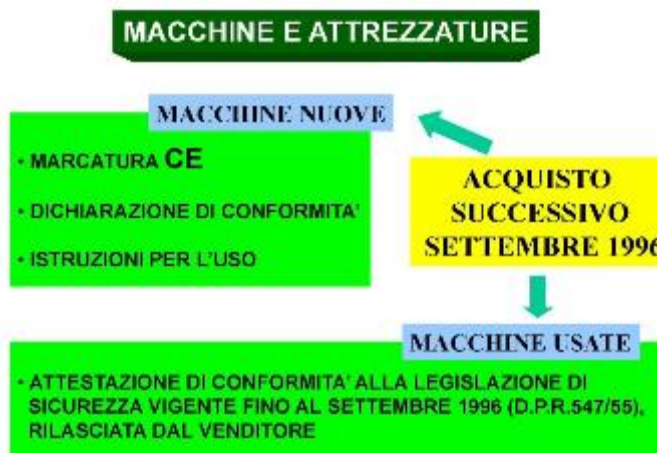 MACCHINE E ATTREZZATURE
MACCHINE NUOVE
• MARCATURA CE
• DICHIARAZIONE DI CONFORMITA'
• ISTRUZIONI PER L'USO
ACQUISTO
SUCCESSIVO
SETTEMBRE 1996
MACCHINE USATE
• ATTESTAZIONE DI CONFORMITA' ALLA LEGISLAZIONE DI
SICUREZZA VIGENTE FINO AL SETTEMBRE 1996 (D.P.R.547/55),
RILASCIATA DAL VENDITORE